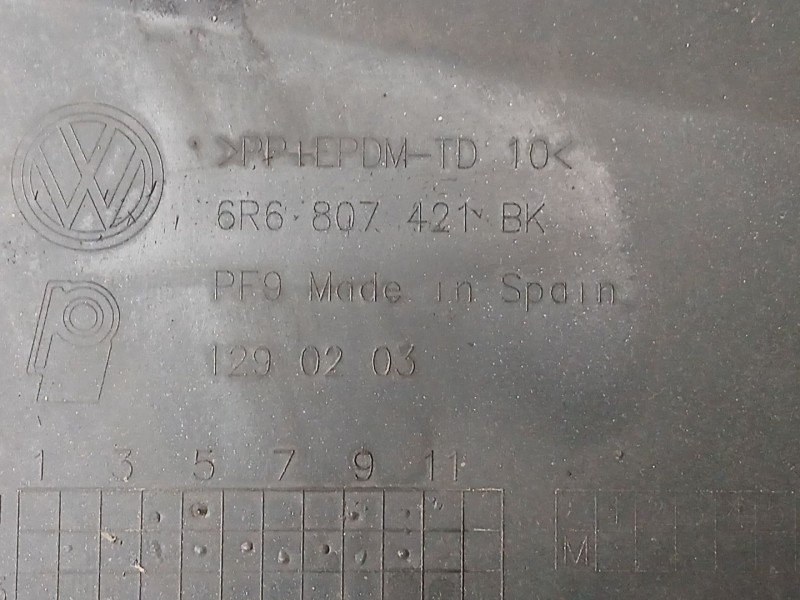 >PP+EPDM-TD 10<
6R6 807 421 BK
PF9 Made in Spain
129 02 03
1 3 5 7 9 11
M